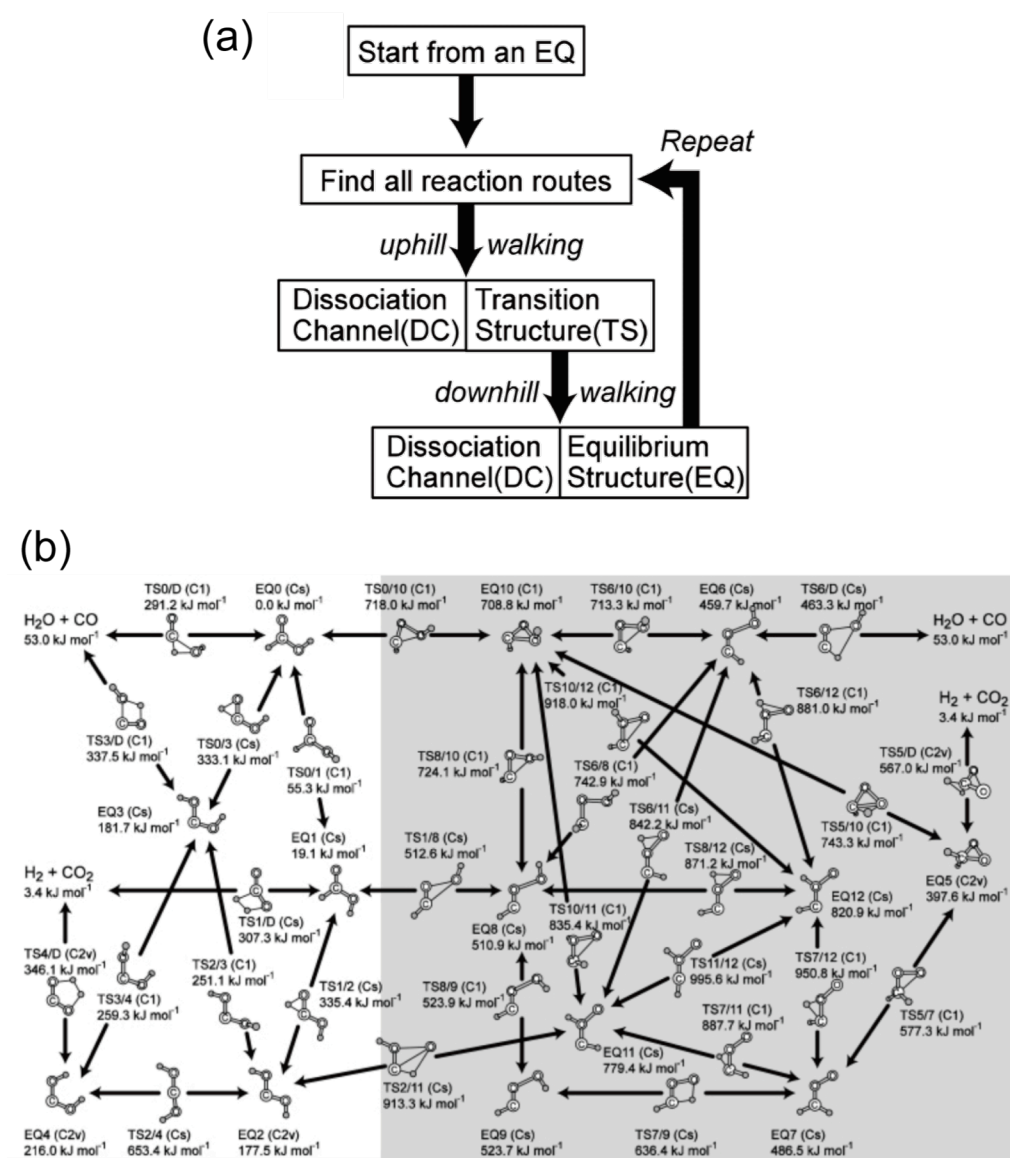 (a)
Start from an EQ
Repeat
Find all reaction routes
uphill walking
Dissociation
Channel(DC)
Transition
Structure(TS)
downhill walking
Dissociation
Channel(DC)
Equilibrium
Structure(EQ)
(b)
H₂O + CO
53.0 kJ mol⁻¹
TS0/D (C1)
291.2 kJ mol⁻¹
EQ0 (Cs)
0.0 kJ mol⁻¹
TS0/10 (C1)
718.0 kJ mol⁻¹
EQ10 (C1)
708.8 kJ mol⁻¹
TS6/10 (C1)
713.3 kJ mol⁻¹
EQ6 (Cs)
459.7 kJ mol⁻¹
TS6/D (Cs)
463.3 kJ mol⁻¹
H₂O + CO
53.0 kJ mol⁻¹
TS3/D (C1)
337.5 kJ mol⁻¹
TS0/3 (Cs)
333.1 kJ mol⁻¹
TS0/1 (C1)
55.3 kJ mol⁻¹
TS8/10 (C1)
724.1 kJ mol⁻¹
TS10/12 (C1)
918.0 kJ mol⁻¹
TS6/8 (C1)
742.9 kJ mol⁻¹
TS6/12 (C1)
881.0 kJ mol⁻¹
H₂ + CO₂
3.4 kJ mol⁻¹
TS5/D (C2v)
567.0 kJ mol⁻¹
EQ3 (Cs)
181.7 kJ mol⁻¹
EQ1 (Cs)
19.1 kJ mol⁻¹
TS1/8 (Cs)
512.6 kJ mol⁻¹
TS6/11 (Cs)
842.2 kJ mol⁻¹
TS8/12 (Cs)
871.2 kJ mol⁻¹
TS5/10 (C1)
743.3 kJ mol⁻¹
EQ5 (C2v)
397.6 kJ mol⁻¹
H₂ + CO₂
3.4 kJ mol⁻¹
TS1/D (Cs)
307.3 kJ mol⁻¹
EQ8 (Cs)
510.9 kJ mol⁻¹
TS10/11 (C1)
835.4 kJ mol⁻¹
EQ12 (Cs)
820.9 kJ mol⁻¹
TS4/D (C2v)
346.1 kJ mol⁻¹
TS3/4 (C1)
259.3 kJ mol⁻¹
TS2/3 (C1)
251.1 kJ mol⁻¹
TS1/2 (Cs)
335.4 kJ mol⁻¹
TS8/9 (C1)
523.9 kJ mol⁻¹
TS11/12 (Cs)
995.6 kJ mol⁻¹
TS7/12 (C1)
950.8 kJ mol⁻¹
TS7/11 (C1)
887.7 kJ mol⁻¹
TS5/7 (C1)
577.3 kJ mol⁻¹
EQ11 (Cs)
779.4 kJ mol⁻¹
TS2/11 (Cs)
913.3 kJ mol⁻¹
EQ4 (C2v)
216.0 kJ mol⁻¹
TS2/4 (Cs)
653.4 kJ mol⁻¹
EQ2 (C2v)
177.5 kJ mol⁻¹
EQ9 (Cs)
523.7 kJ mol⁻¹
TS7/9 (Cs)
636.4 kJ mol⁻¹
EQ7 (Cs)
486.5 kJ mol⁻¹